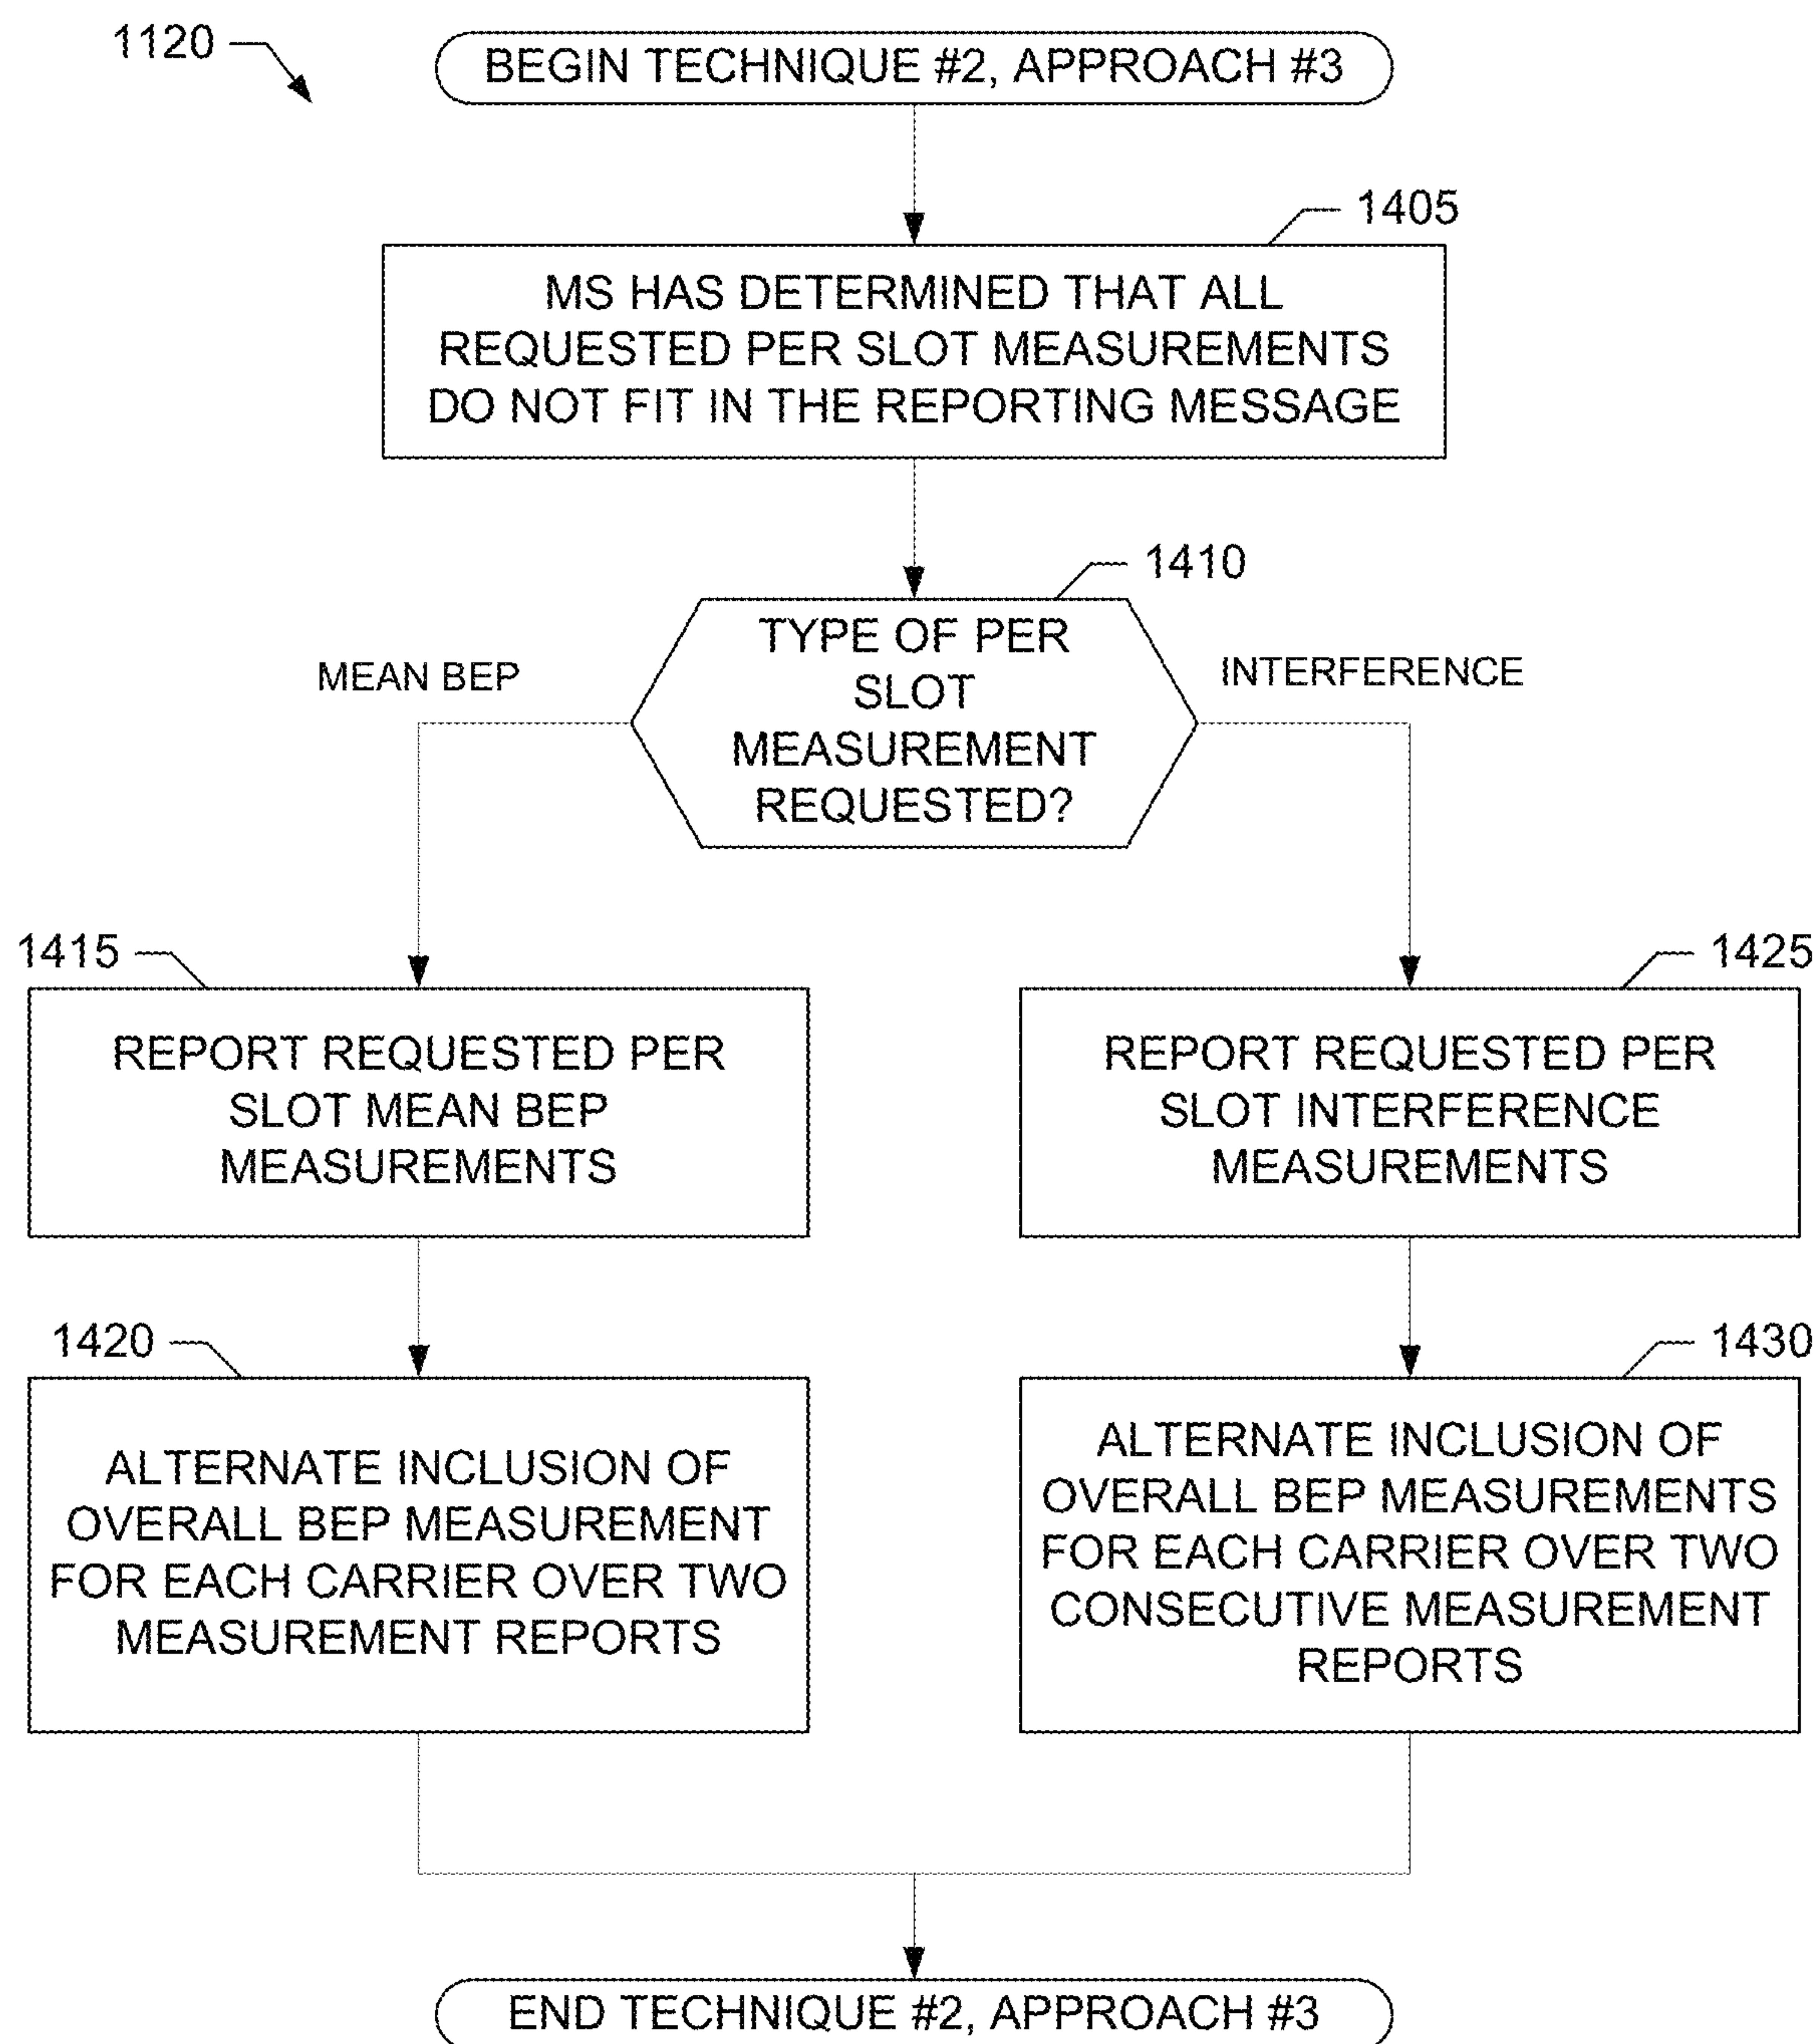 1120
BEGIN TECHNIQUE #2, APPROACH #3
1405
MS HAS DETERMINED THAT ALL
REQUESTED PER SLOT MEASUREMENTS
DO NOT FIT IN THE REPORTING MESSAGE
1410
TYPE OF PER
SLOT
MEASUREMENT
REQUESTED?
MEAN BEP
INTERFERENCE
1415
REPORT REQUESTED PER
SLOT MEAN BEP
MEASUREMENTS
1425
REPORT REQUESTED PER
SLOT INTERFERENCE
MEASUREMENTS
1420
ALTERNATE INCLUSION OF
OVERALL BEP MEASUREMENT
FOR EACH CARRIER OVER TWO
MEASUREMENT REPORTS
1430
ALTERNATE INCLUSION OF
OVERALL BEP MEASUREMENTS
FOR EACH CARRIER OVER TWO
CONSECUTIVE MEASUREMENT
REPORTS
END TECHNIQUE #2, APPROACH #3